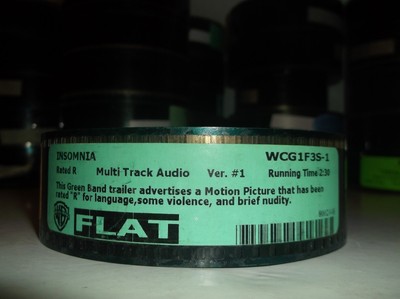 INSOMNIA WCG1F3S-1
Rated R Multi Track Audio Ver. #1 Running Time 2:30
This Green Band trailer advertises a Motion Picture that has been
rated "R" for language,some violence, and brief nudity.
WB FLAT